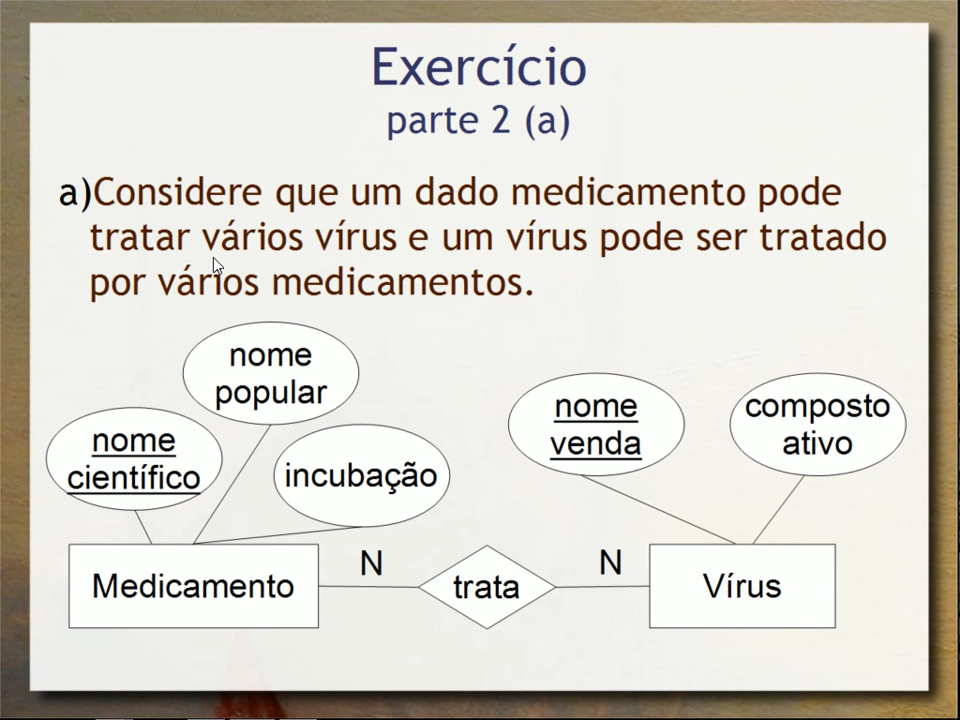 Exercício
parte 2 (a)
a)Considere que um dado medicamento pode
tratar vários vírus e um vírus pode ser tratado
por vários medicamentos.
nome
popular
nome
científico
incubação
nome
venda
composto
ativo
Medicamento
N
trata
N
Vírus